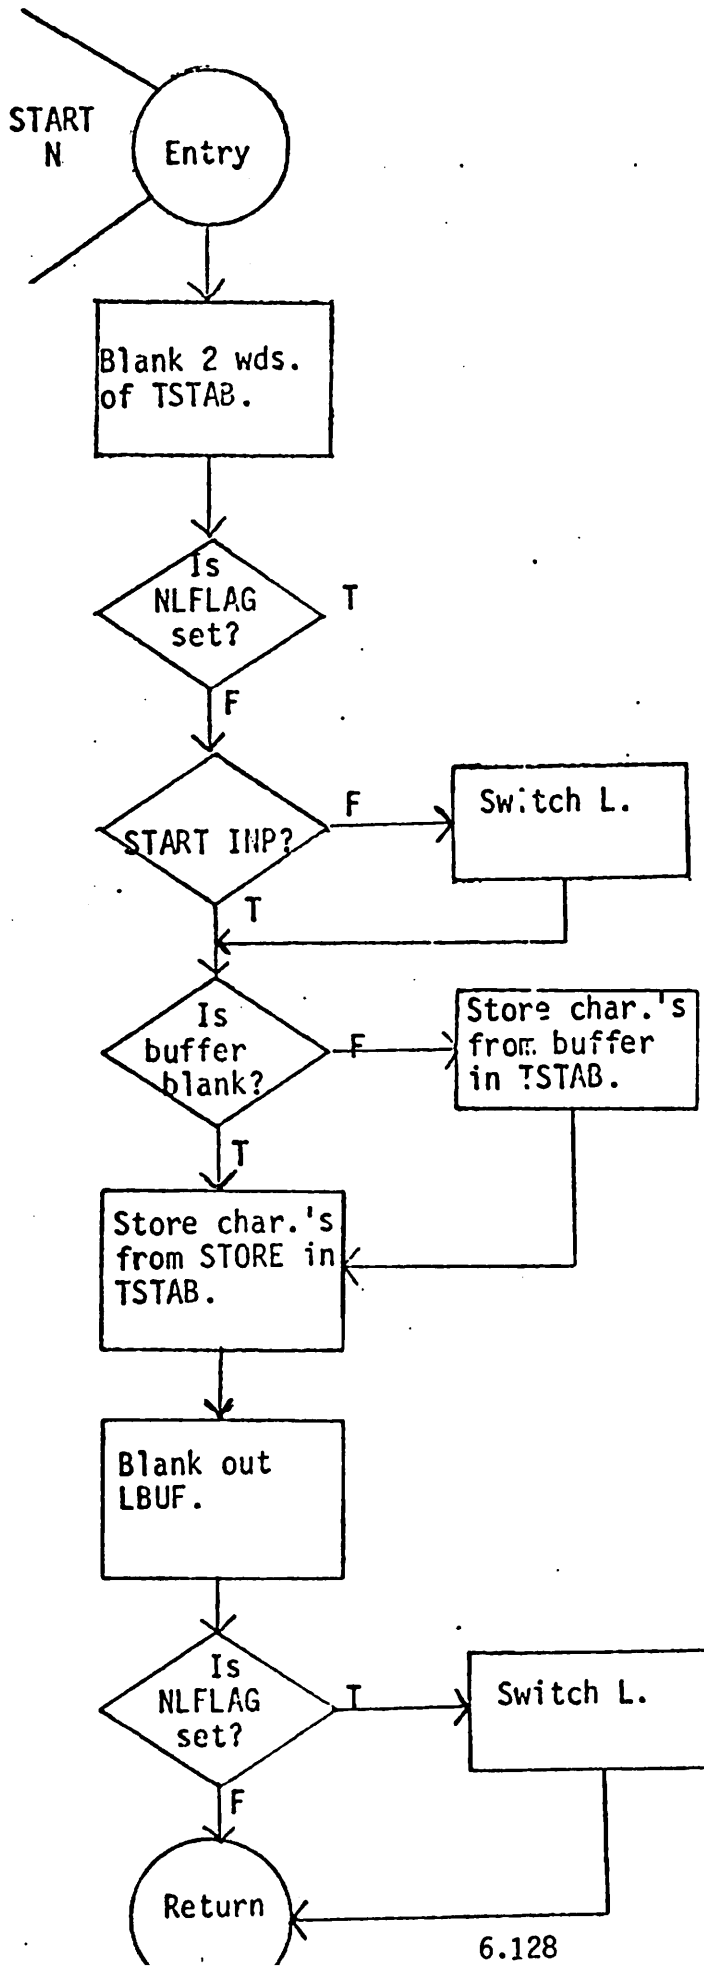 START
N
Entry
Blank 2 wds.
of TSTAB.
Is
NLFLAG
set?
T
F
START INP?
F
Switch L.
T
Is
buffer
blank?
F
Store char.'s
from buffer
in TSTAB.
T
Store char.'s
from STORE in
TSTAB.
Blank out
LBUF.
Is
NLFLAG
set?
T
Switch L.
F
Return
6.128